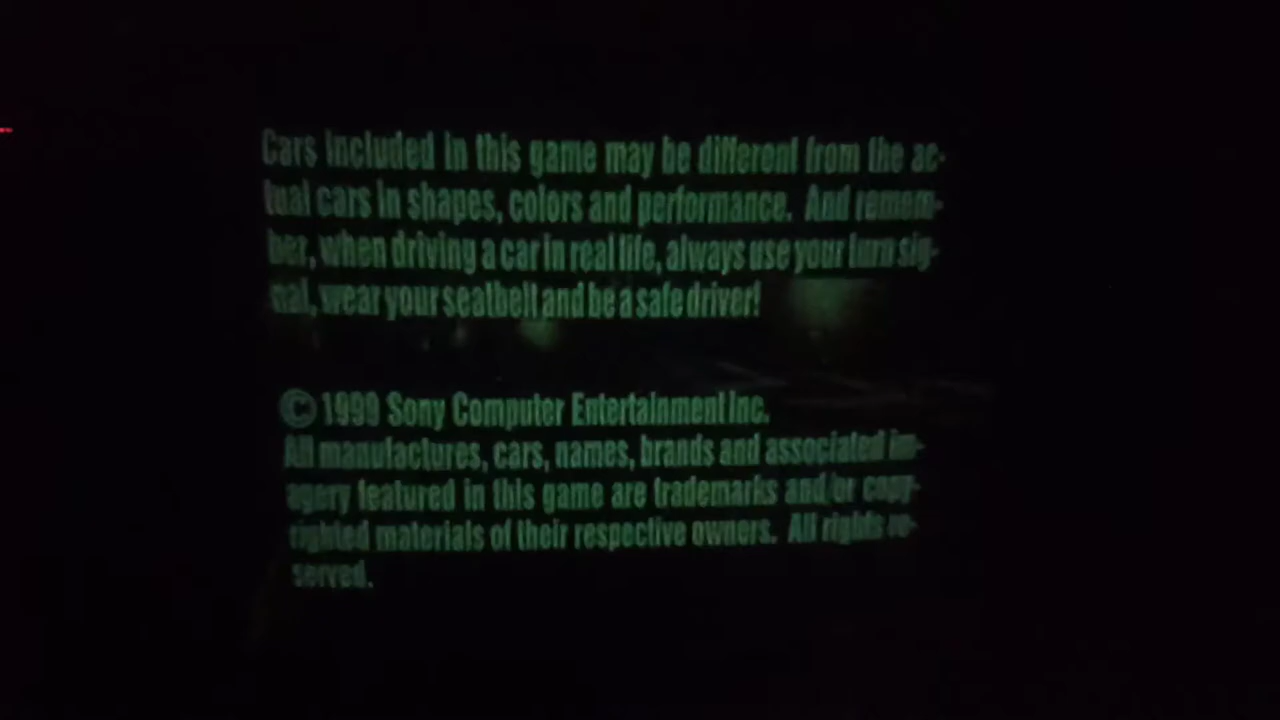 Cars included in this game may be different from the ac-
tual cars in shapes, colors and performance. And remem-
ber, when driving a car in real life, always use your turn sig-
nal, wear your seatbelt and be a safe driver!
© 1999 Sony Computer Entertainment Inc.
All manufactures, cars, names, brands and associated im-
agery featured in this game are trademarks and/or copy-
righted materials of their respective owners. All rights re-
served.